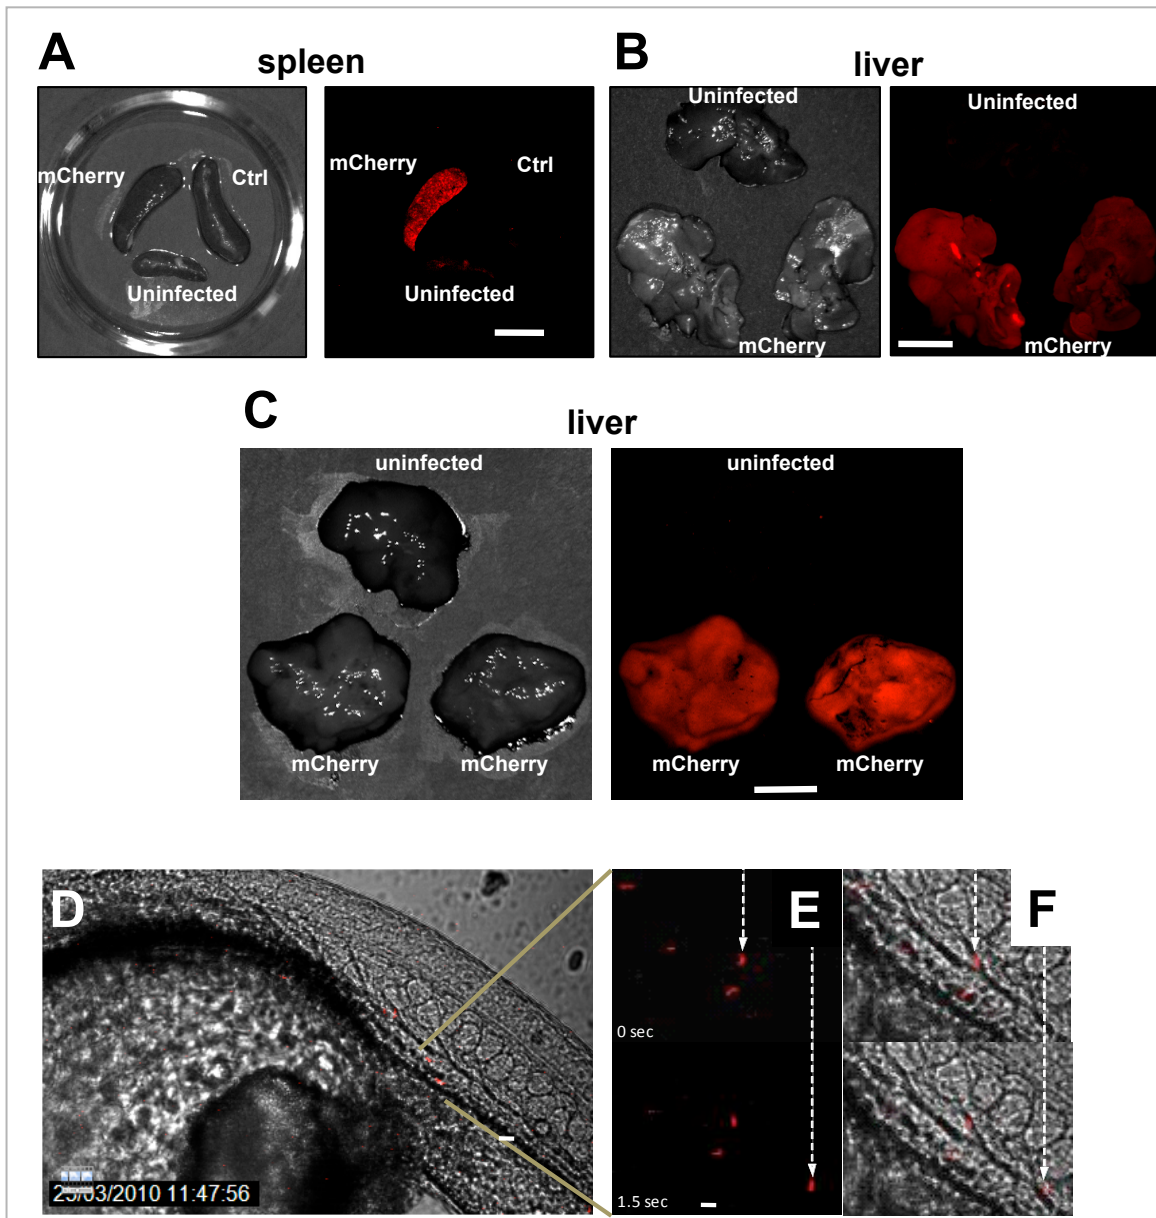 A
spleen
mCherry
Ctrl
Uninfected
mCherry
Ctrl
Uninfected
B
liver
Uninfected
mCherry
Uninfected
mCherry
C
liver
uninfected
mCherry
mCherry
uninfected
mCherry
mCherry
D
25/03/2010 11:47:56
E
0 sec
1.5 sec
F